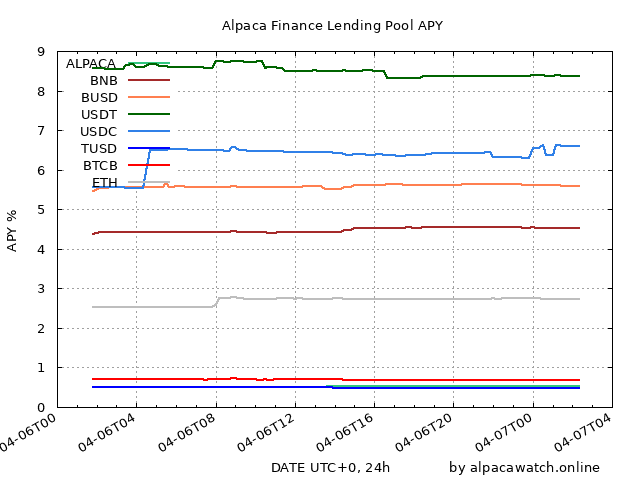 Alpaca Finance Lending Pool APY
9
8
7
6
5
4
3
2
1
0
APY %
ALPACA
BNB
BUSD
USDT
USDC
TUSD
BTCB
ETH
04-06T00
04-06T04
04-06T08
04-06T12
04-06T16
04-06T20
04-07T00
04-07T04
DATE UTC+0, 24h
by alpacawatch.online